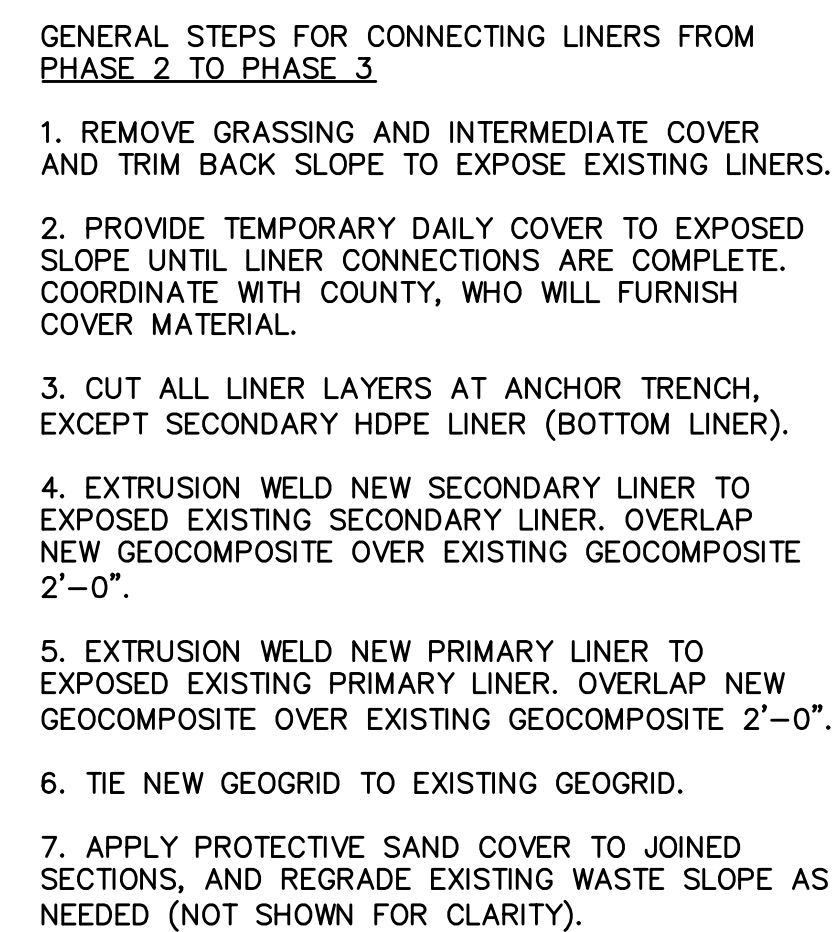 GENERAL STEPS FOR CONNECTING LINERS FROM
PHASE 2 TO PHASE 3
1. REMOVE GRASSING AND INTERMEDIATE COVER
AND TRIM BACK SLOPE TO EXPOSE EXISTING LINERS.
2. PROVIDE TEMPORARY DAILY COVER TO EXPOSED
SLOPE UNTIL LINER CONNECTIONS ARE COMPLETE.
COORDINATE WITH COUNTY, WHO WILL FURNISH
COVER MATERIAL.
3. CUT ALL LINER LAYERS AT ANCHOR TRENCH,
EXCEPT SECONDARY HDPE LINER (BOTTOM LINER).
4. EXTRUSION WELD NEW SECONDARY LINER TO
EXPOSED EXISTING SECONDARY LINER. OVERLAP
NEW GEOCOMPOSITE OVER EXISTING GEOCOMPOSITE
2'–0".
5. EXTRUSION WELD NEW PRIMARY LINER TO
EXPOSED EXISTING PRIMARY LINER. OVERLAP NEW
GEOCOMPOSITE OVER EXISTING GEOCOMPOSITE 2'–0".
6. TIE NEW GEOGRID TO EXISTING GEOGRID.
7. APPLY PROTECTIVE SAND COVER TO JOINED
SECTIONS, AND REGRADE EXISTING WASTE SLOPE AS
NEEDED (NOT SHOWN FOR CLARITY).